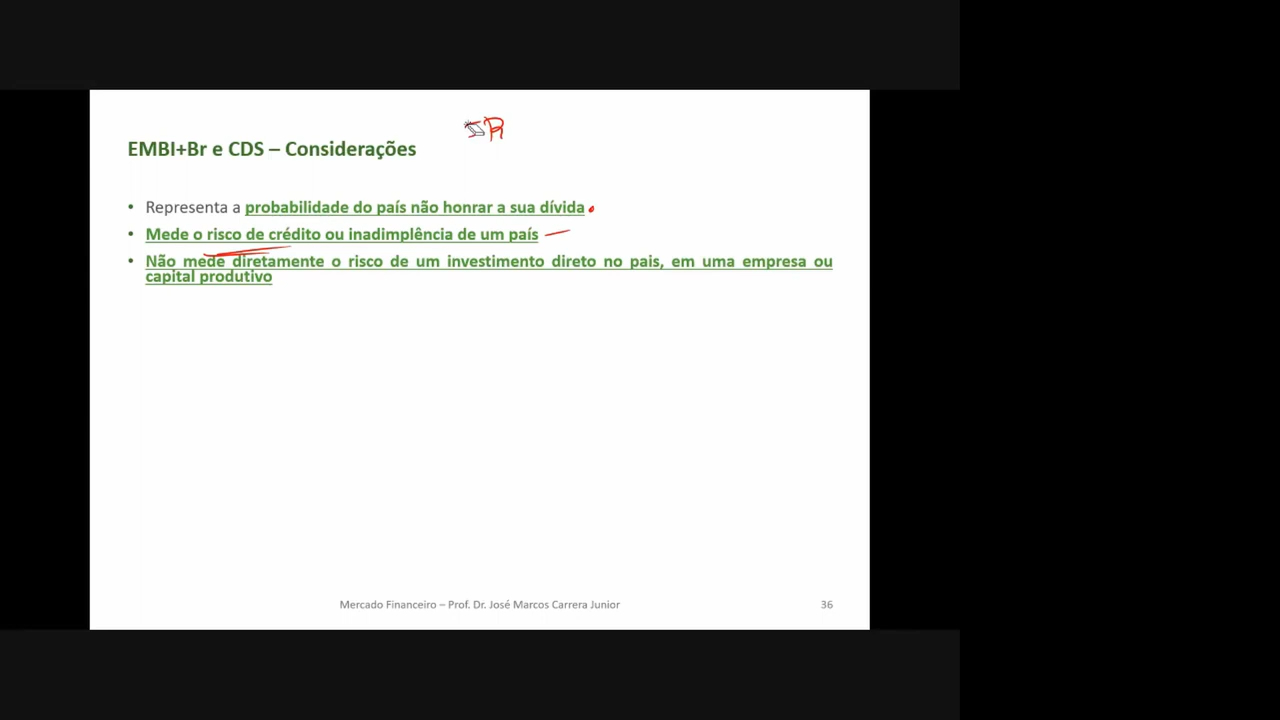 R
EMBI+Br e CDS – Considerações
• Representa a probabilidade do país não honrar a sua dívida
• Mede o risco de crédito ou inadimplência de um país
• Não mede diretamente o risco de um investimento direto no pais, em uma empresa ou
capital produtivo
Mercado Financeiro – Prof. Dr. José Marcos Carrera Junior
36